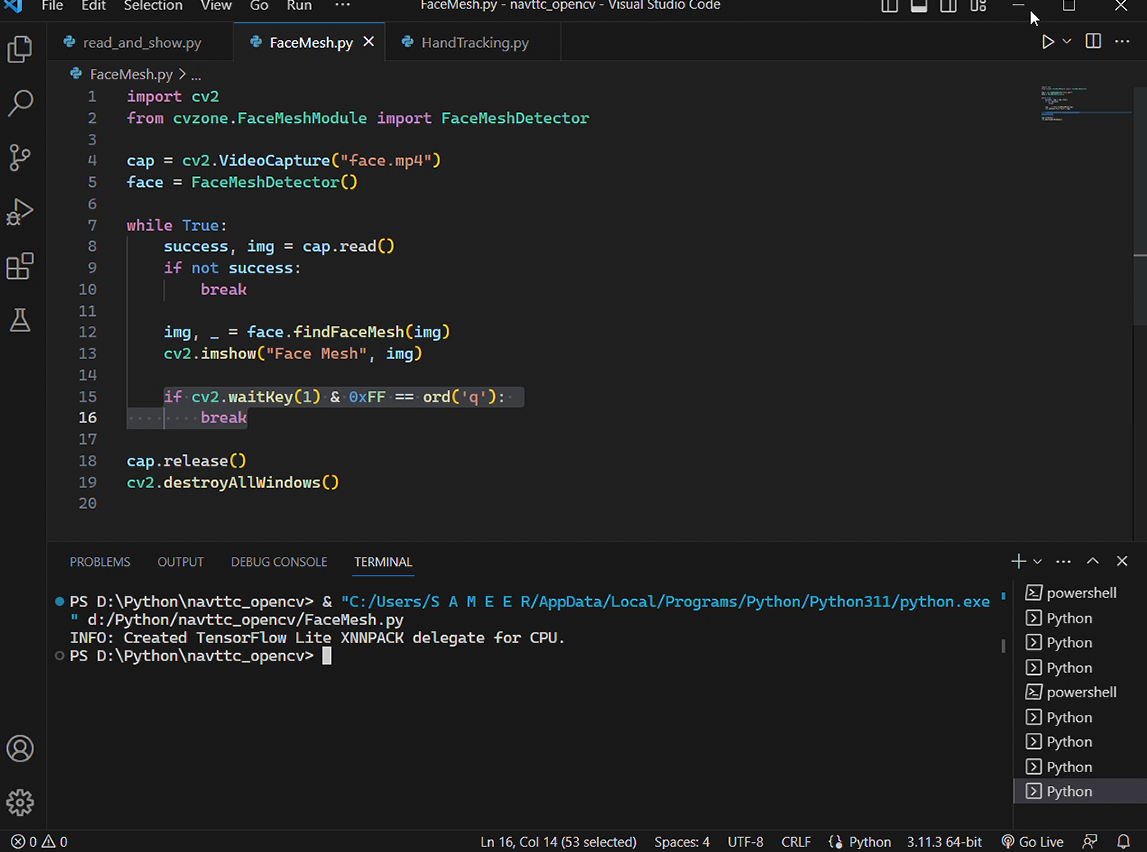 File Edit Selection View Go Run ··· FaceMesh.py - navttc_opencv - Visual Studio Code
read_and_show.py FaceMesh.py HandTracking.py
FaceMesh.py > ...
1 import cv2
2 from cvzone.FaceMeshModule import FaceMeshDetector
3
4 cap = cv2.VideoCapture("face.mp4")
5 face = FaceMeshDetector()
6
7 while True:
8 success, img = cap.read()
9 if not success:
10 break
11
12 img, _ = face.findFaceMesh(img)
13 cv2.imshow("Face Mesh", img)
14
15 if cv2.waitKey(1) & 0xFF == ord('q'):
16 break
17
18 cap.release()
19 cv2.destroyAllWindows()
20
PROBLEMS OUTPUT DEBUG CONSOLE TERMINAL
PS D:\Python\navttc_opencv> & "C:/Users/S A M E E R/AppData/Local/Programs/Python/Python311/python.exe
" d:/Python/navttc_opencv/FaceMesh.py
INFO: Created TensorFlow Lite XNNPACK delegate for CPU.
PS D:\Python\navttc_opencv>
powershell
Python
Python
Python
powershell
Python
Python
Python
Python
0 0 Ln 16, Col 14 (53 selected) Spaces: 4 UTF-8 CRLF Python 3.11.3 64-bit Go Live